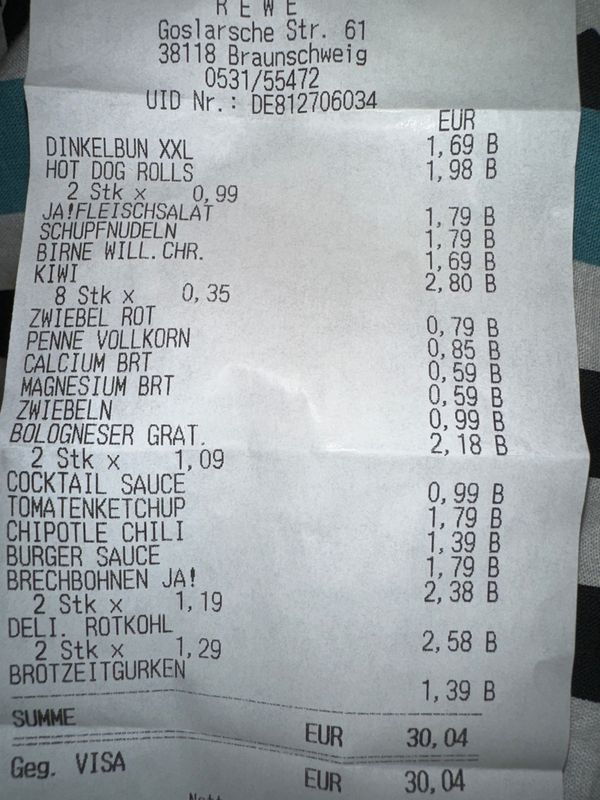 REWE
Goslarsche Str. 61
38118 Braunschweig
0531/55472
UID Nr.: DE812706034
EUR
DINKELBUN XXL 1,69 B
HOT DOG ROLLS 1,98 B
2 Stk x 0,99
JA!FLEISCHSALAT 1,79 B
SCHUPFNUDELN 1,79 B
BIRNE WILL.CHR. 1,69 B
KIWI 2,80 B
8 Stk x 0,35
ZWIEBEL ROT 0,79 B
PENNE VOLLKORN 0,85 B
CALCIUM BRT 0,59 B
MAGNESIUM BRT 0,59 B
ZWIEBELN 0,99 B
BOLOGNESER GRAT. 2,18 B
2 Stk x 1,09
COCKTAIL SAUCE 0,99 B
TOMATENKETCHUP 1,79 B
CHIPOTLE CHILI 1,39 B
BURGER SAUCE 1,79 B
BRECHBOHNEN JA! 2,38 B
2 Stk x 1,19
DELI. ROTKOHL 2,58 B
2 Stk x 1,29
BROTZEITGURKEN 1,39 B
SUMME EUR 30,04
Geg. VISA EUR 30,04